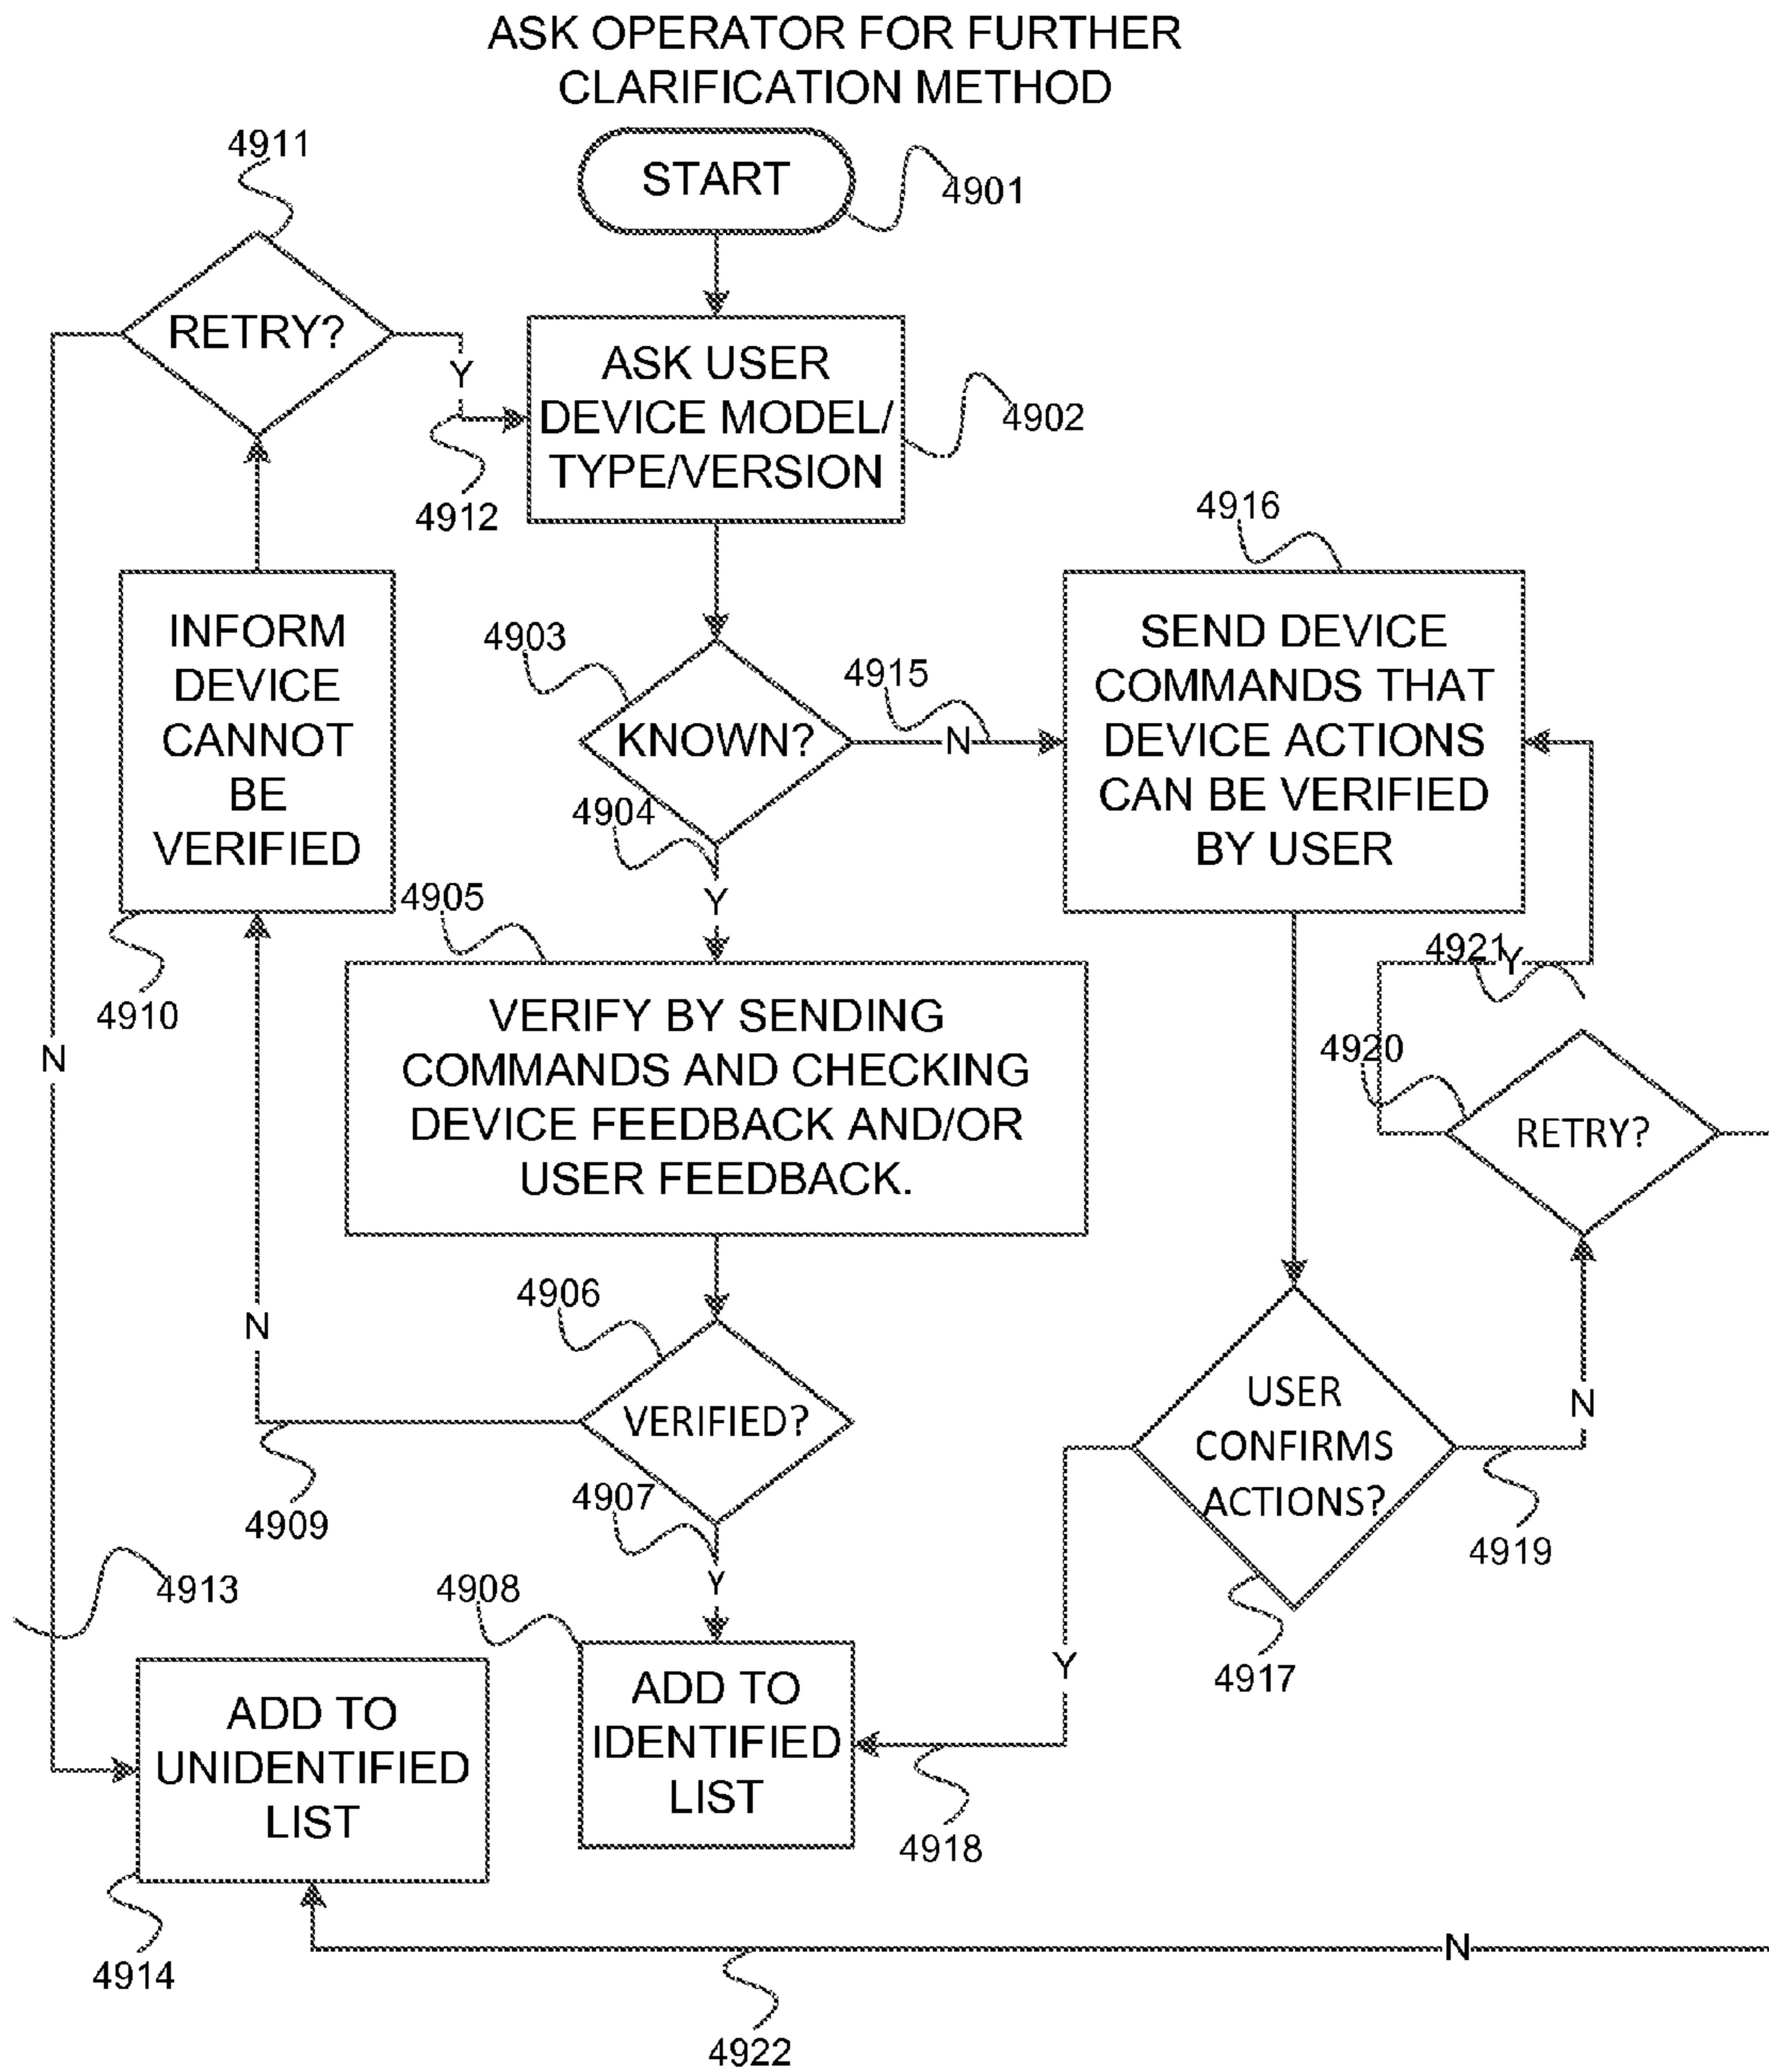 ASK OPERATOR FOR FURTHER
CLARIFICATION METHOD
4911
START
4901
RETRY?
Y
4912
ASK USER
DEVICE MODEL/
TYPE/VERSION
4902
4916
INFORM
DEVICE
CANNOT
BE
VERIFIED
4910
N
4903
KNOWN?
4904
Y
4915
N
SEND DEVICE
COMMANDS THAT
DEVICE ACTIONS
CAN BE VERIFIED
BY USER
4905
VERIFY BY SENDING
COMMANDS AND CHECKING
DEVICE FEEDBACK AND/OR
USER FEEDBACK.
4921
Y
4920
RETRY?
4906
N
VERIFIED?
4909
4907
Y
USER
CONFIRMS
ACTIONS?
N
4919
4917
4913
4908
Y
ADD TO
UNIDENTIFIED
LIST
ADD TO
IDENTIFIED
LIST
4918
4914
N
4922